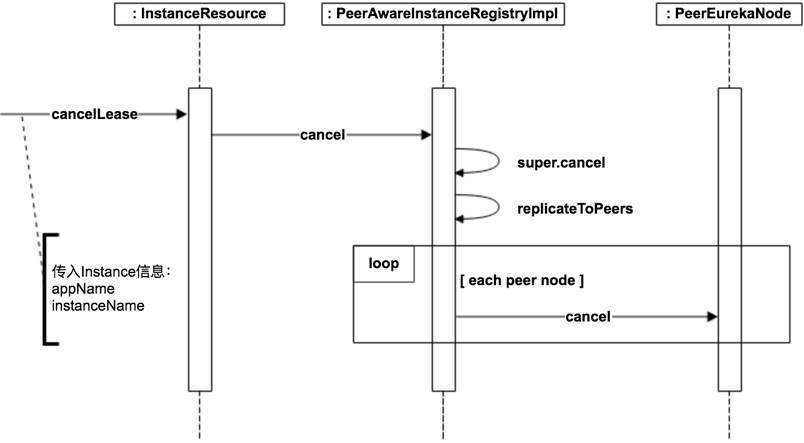 : InstanceResource
: PeerAwareInstanceRegistryImpl
: PeerEurekaNode
cancelLease
cancel
super.cancel
replicateToPeers
loop
[ each peer node ]
传入Instance信息：
appName
instanceName
cancel